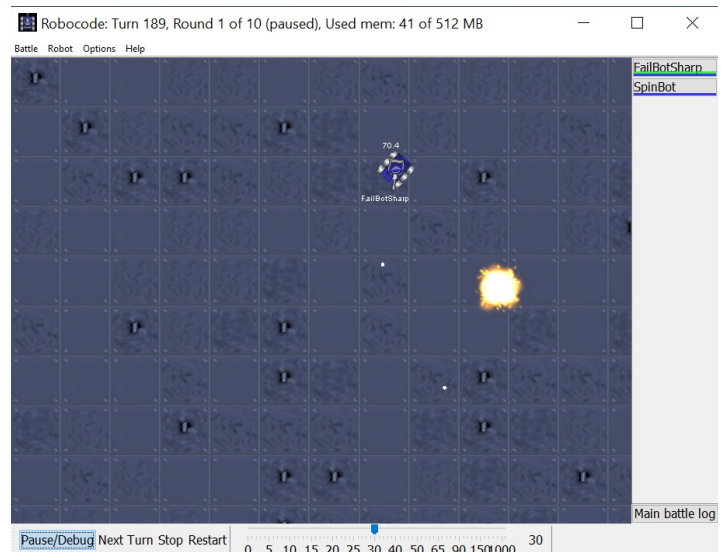 Robocode: Turn 189, Round 1 of 10 (paused), Used mem: 41 of 512 MB
Battle Robot Options Help
FailBotSharp
SpinBot
70.4
FailBotSharp
Main battle log
Pause/Debug Next Turn Stop Restart
30
0 5 10 15 20 25 30 40 50 65 90 150 1000